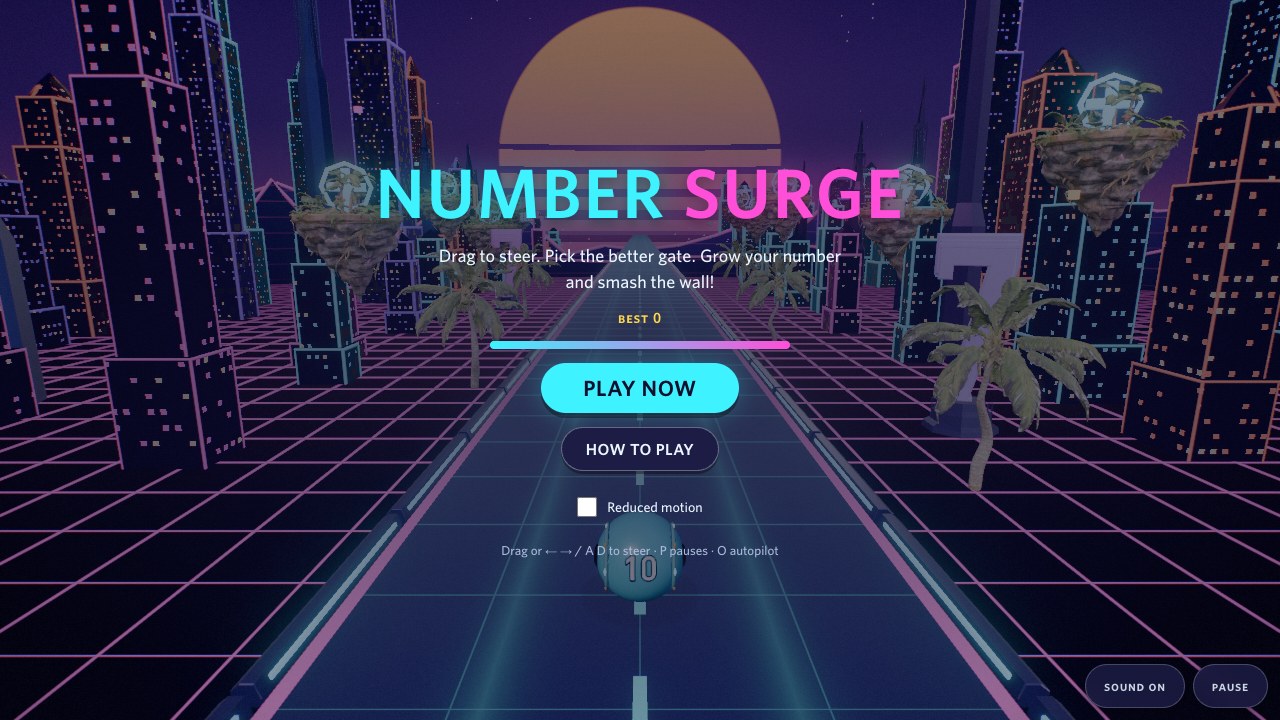 NUMBER SURGE
Drag to steer. Pick the better gate. Grow your number
and smash the wall!
BEST 0
PLAY NOW
HOW TO PLAY
Reduced motion
Drag or ← → / A D to steer · P pauses · O autopilot
10
SOUND ON
PAUSE